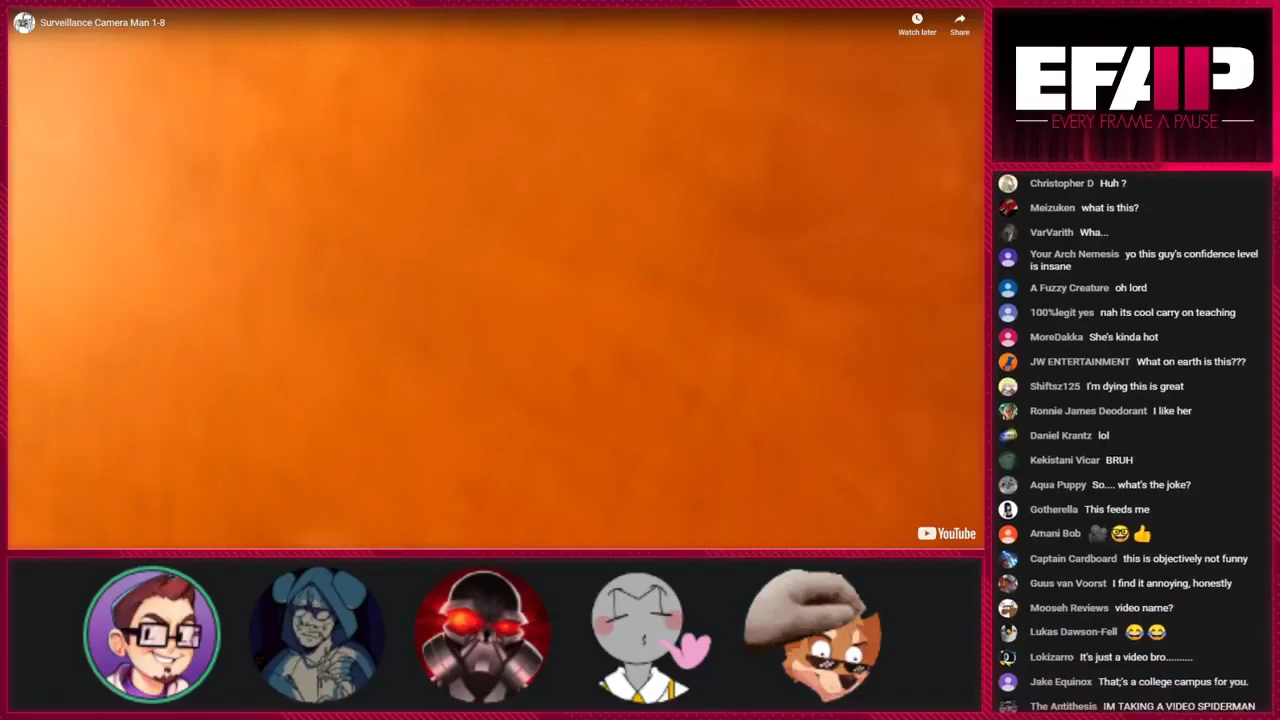 Surveillance Camera Man 1-8
Watch later
Share
YouTube
EFAP
EVERY FRAME A PAUSE
Christopher D Huh ?
Meizuken what is this?
VarVarith Wha...
Your Arch Nemesis yo this guy's confidence level
is insane
A Fuzzy Creature oh lord
100%legit yes nah its cool carry on teaching
MoreDakka She's kinda hot
JW ENTERTAINMENT What on earth is this???
Shiftsz125 I'm dying this is great
Ronnie James Deodorant I like her
Daniel Krantz lol
Kekistani Vicar BRUH
Aqua Puppy So.... what's the joke?
Gotherella This feeds me
Amani Bob 🎥 🤓 👍
Captain Cardboard this is objectively not funny
Guus van Voorst I find it annoying, honestly
Mooseh Reviews video name?
Lukas Dawson-Fell 😂 😂
Lokizarro It's just a video bro..........
Jake Equinox That;'s a college campus for you.
The Antithesis IM TAKING A VIDEO SPIDERMAN